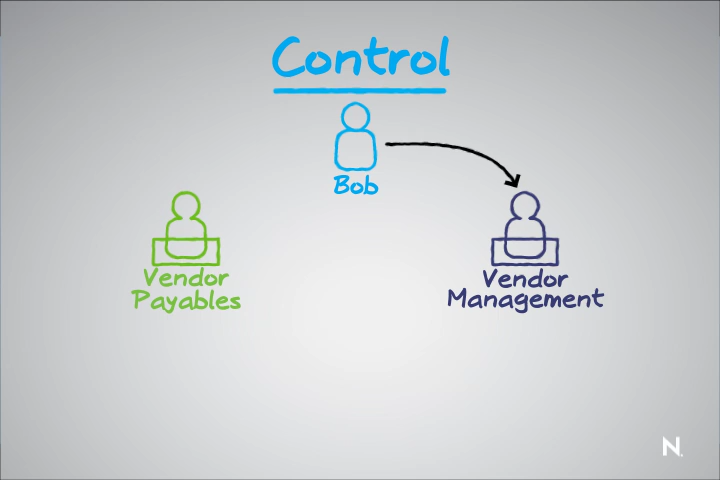 Control
Bob
Vendor
Payables
Vendor
Management
N